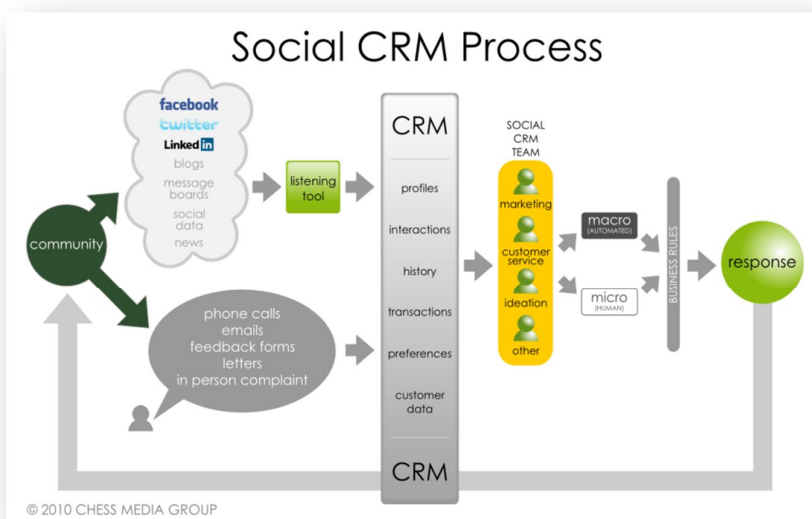 Social CRM Process
facebook
twitter
Linked in
blogs
message
boards
social
data
news
listening
tool
community
phone calls
emails
feedback forms
letters
in person complaint
CRM
profiles
interactions
history
transactions
preferences
customer
data
CRM
SOCIAL
CRM
TEAM
marketing
customer
service
ideation
other
macro
[AUTOMATED]
micro
[HUMAN]
BUSINESS RULES
response
© 2010 CHESS MEDIA GROUP